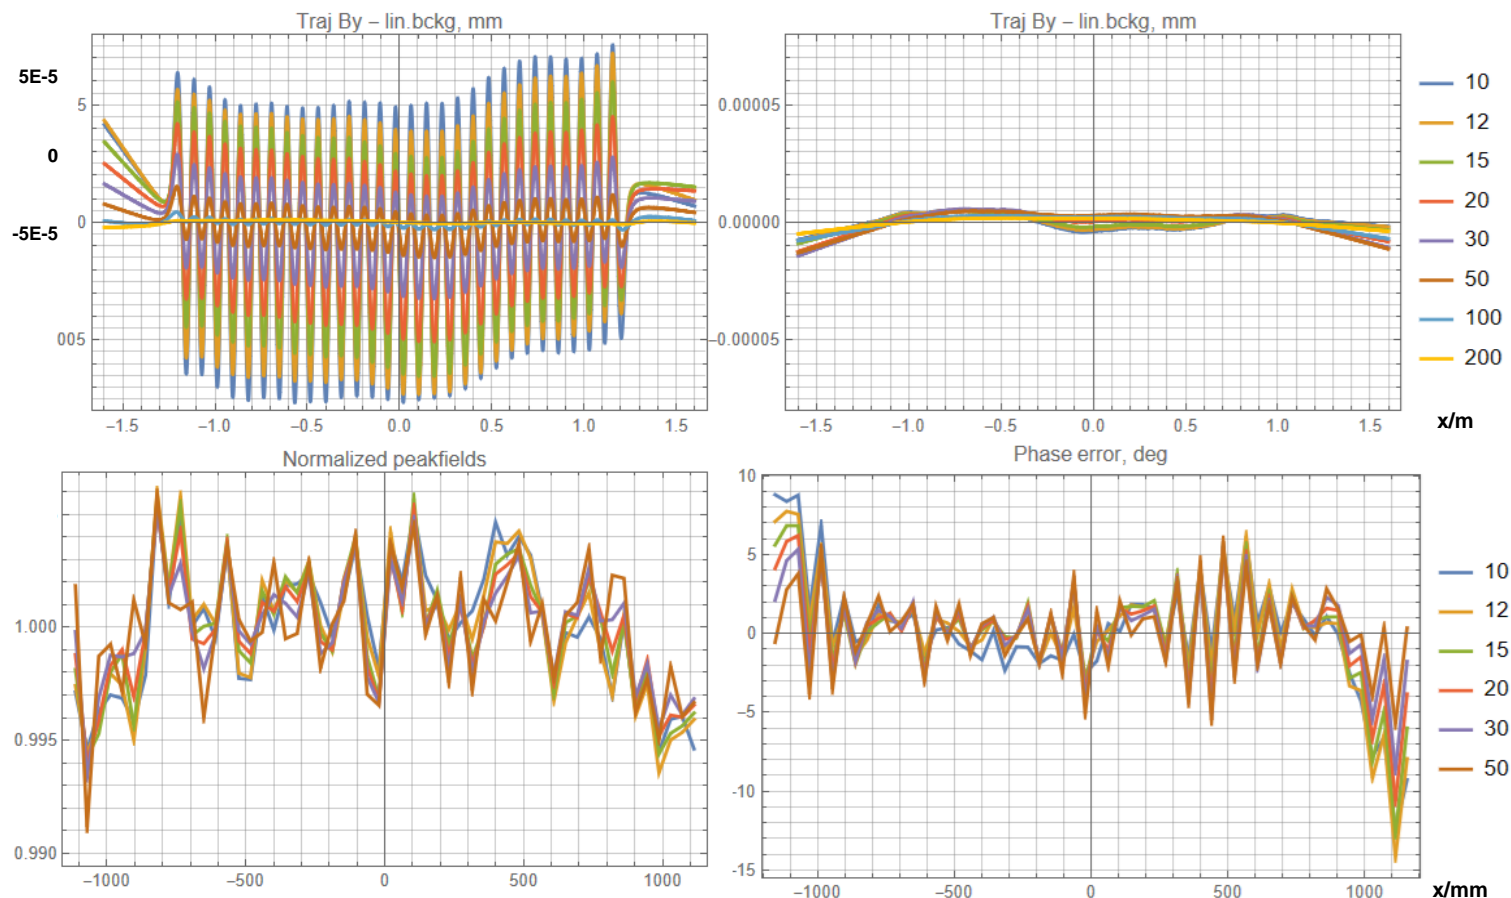 Traj By – lin.bckg, mm
5E-5
0
-5E-5
5
0
005
−1.5 −1.0 −0.5 0.0 0.5 1.0 1.5
Traj By – lin.bckg, mm
0.00005
0.00000
−0.00005
−1.5 −1.0 −0.5 0.0 0.5 1.0 1.5
x/m
10
12
15
20
30
50
100
200
Normalized peakfields
1.000
0.995
0.990
−1000 −500 0 500 1000
Phase error, deg
10
5
0
−5
-10
-15
−1000 −500 0 500 1000
x/mm
10
12
15
20
30
50